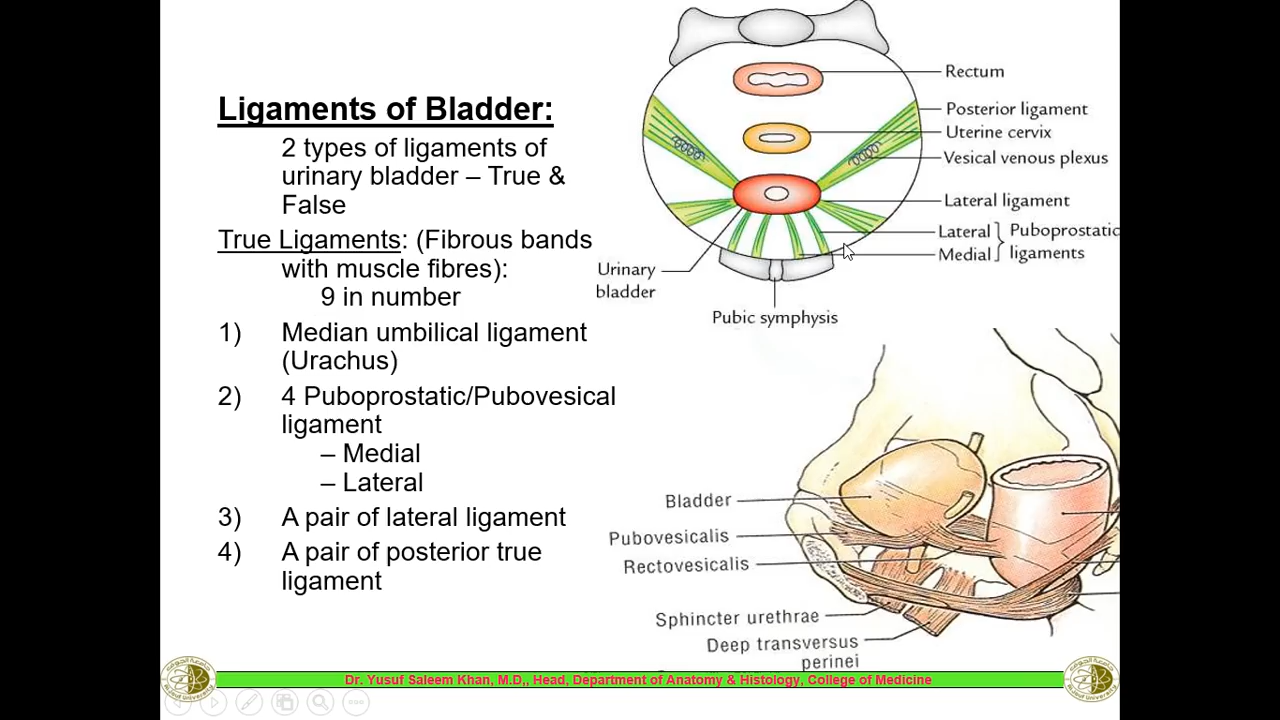 Ligaments of Bladder:
2 types of ligaments of
urinary bladder – True &
False
True Ligaments: (Fibrous bands
with muscle fibres):
9 in number
1) Median umbilical ligament
(Urachus)
2) 4 Puboprostatic/Pubovesical
ligament
– Medial
– Lateral
3) A pair of lateral ligament
4) A pair of posterior true
ligament
Rectum
Posterior ligament
Uterine cervix
Vesical venous plexus
Lateral ligament
Lateral
Medial
Puboprostatic
ligaments
Urinary
bladder
Pubic symphysis
Bladder
Pubovesicalis
Rectovesicalis
Sphincter urethrae
Deep transversus
perinei
Dr. Yusuf Saleem Khan, M.D,, Head, Department of Anatomy & Histology, College of Medicine